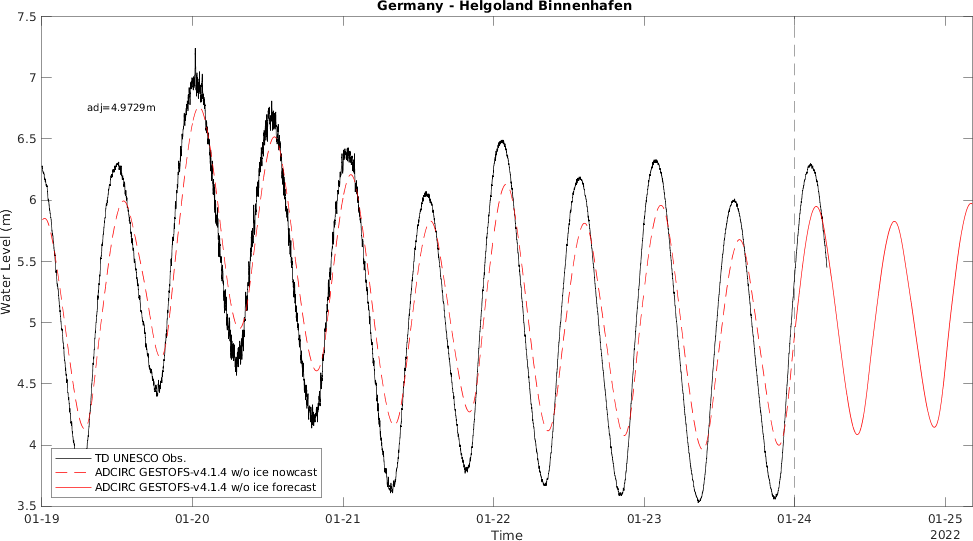 Germany - Helgoland Binnenhafen
7.5
7
adj=4.9729m
6.5
6
5.5
5
4.5
4
3.5
Water Level (m)
TD UNESCO Obs.
ADCIRC GESTOFS-v4.1.4 w/o ice nowcast
ADCIRC GESTOFS-v4.1.4 w/o ice forecast
01-19 01-20 01-21 01-22 01-23 01-24 01-25
Time
2022